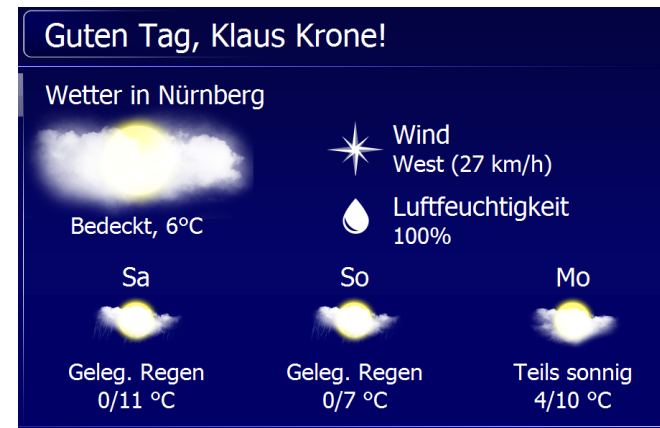 Guten Tag, Klaus Krone!
Wetter in Nürnberg
Bedeckt, 6°C
Wind
West (27 km/h)
Luftfeuchtigkeit
100%
Sa
So
Mo
Geleg. Regen
Geleg. Regen
Teils sonnig
0/11 °C
0/7 °C
4/10 °C